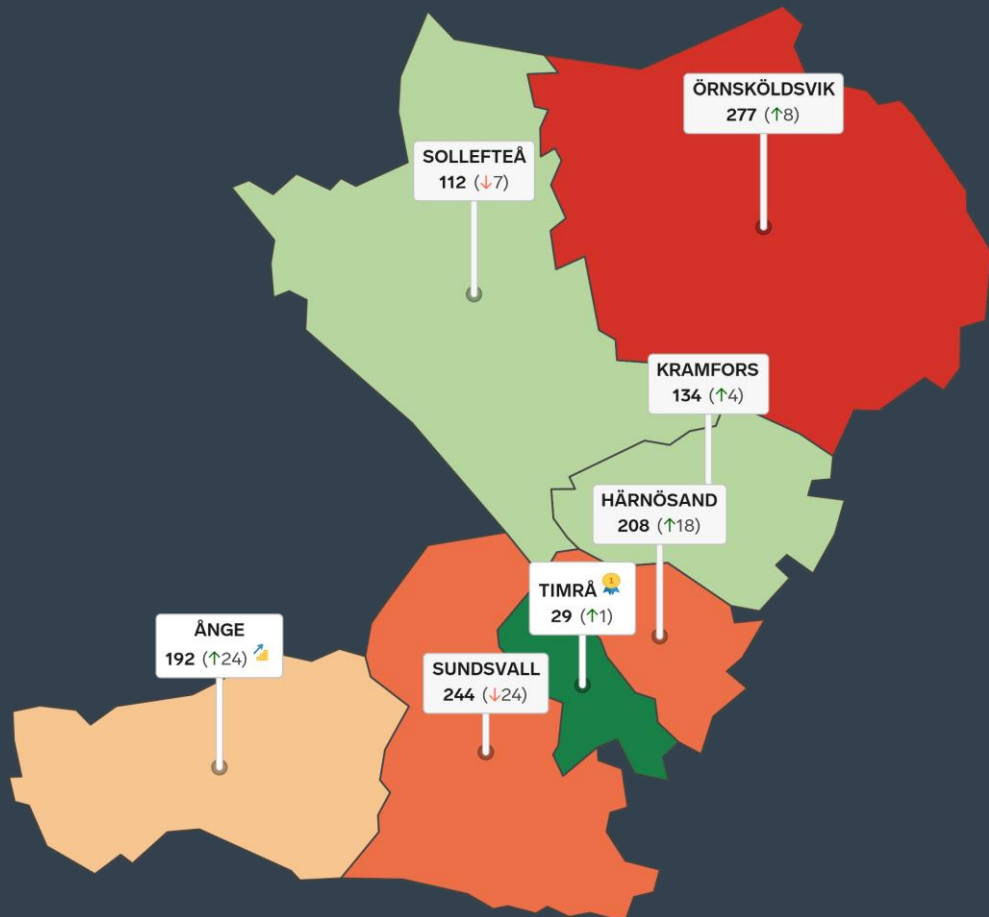 ÖRNSKÖLDSVIK
277 (↑8)
SOLLEFTEÅ
112 (↓7)
KRAMFORS
134 (↑4)
HÄRNÖSAND
208 (↑18)
TIMRÅ 1
29 (↑1)
ÅNGE
192 (↑24)
SUNDSVALL
244 (↓24)